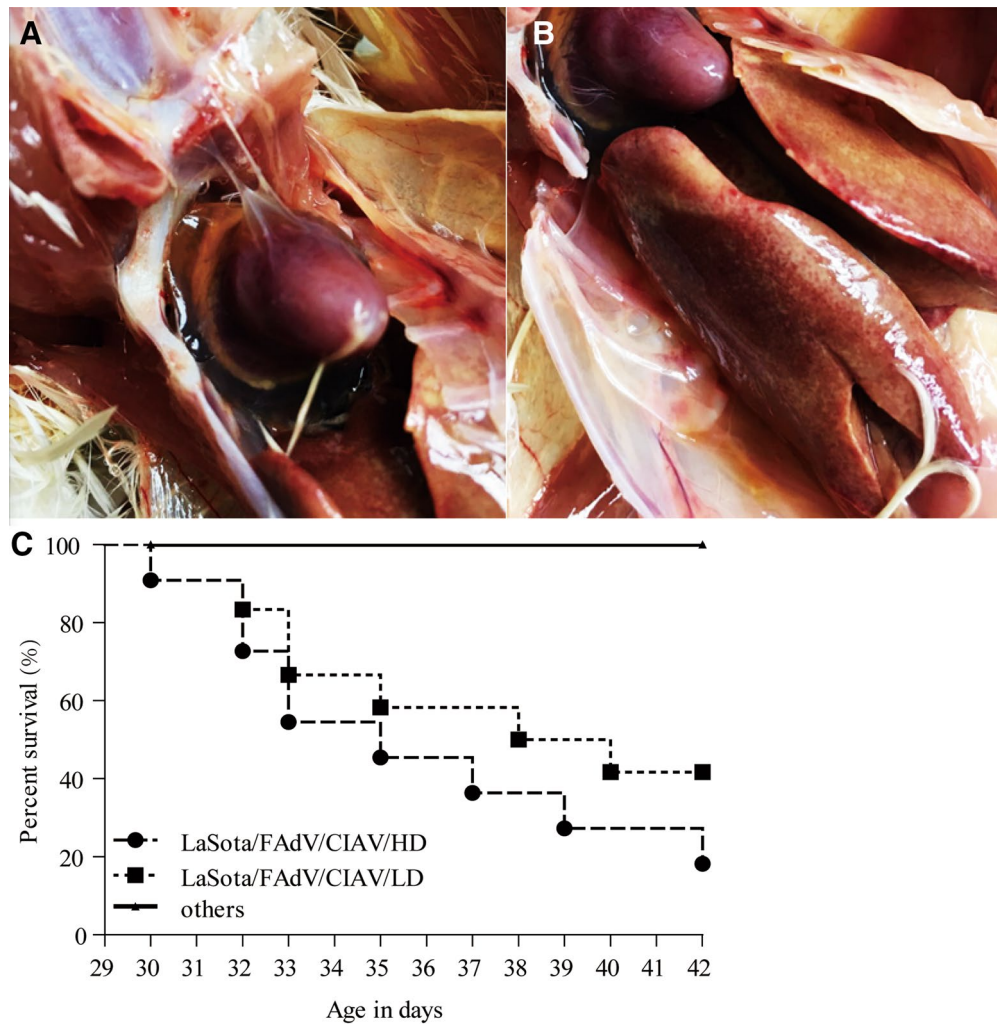 A
B
C
100
80
60
40
20
0
Percent survival (%)
LaSota/FAdV/CIAV/HD
LaSota/FAdV/CIAV/LD
others
29 30 31 32 33 35 36 37 38 39 40 41 42
Age in days